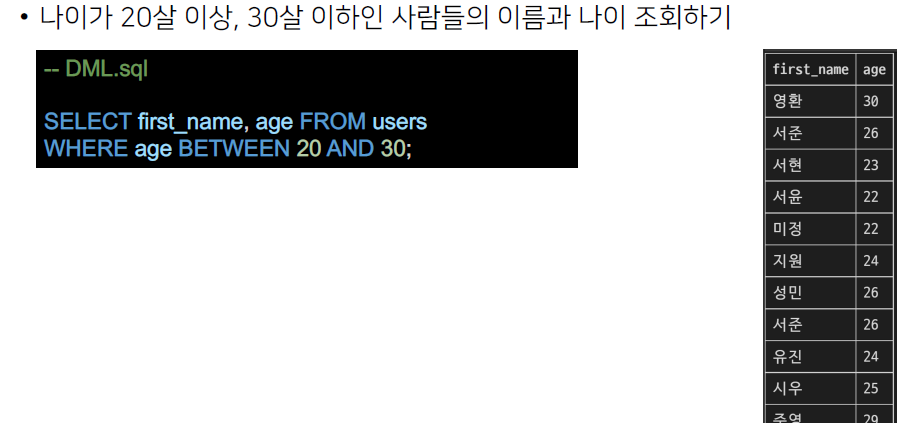 • 나이가 20살 이상, 30살 이하인 사람들의 이름과 나이 조회하기
-- DML.sql
SELECT first_name, age FROM users
WHERE age BETWEEN 20 AND 30;
first_name age
영환 30
서준 26
서현 23
서윤 22
미정 22
지원 24
성민 26
서준 26
유진 24
시우 25
29